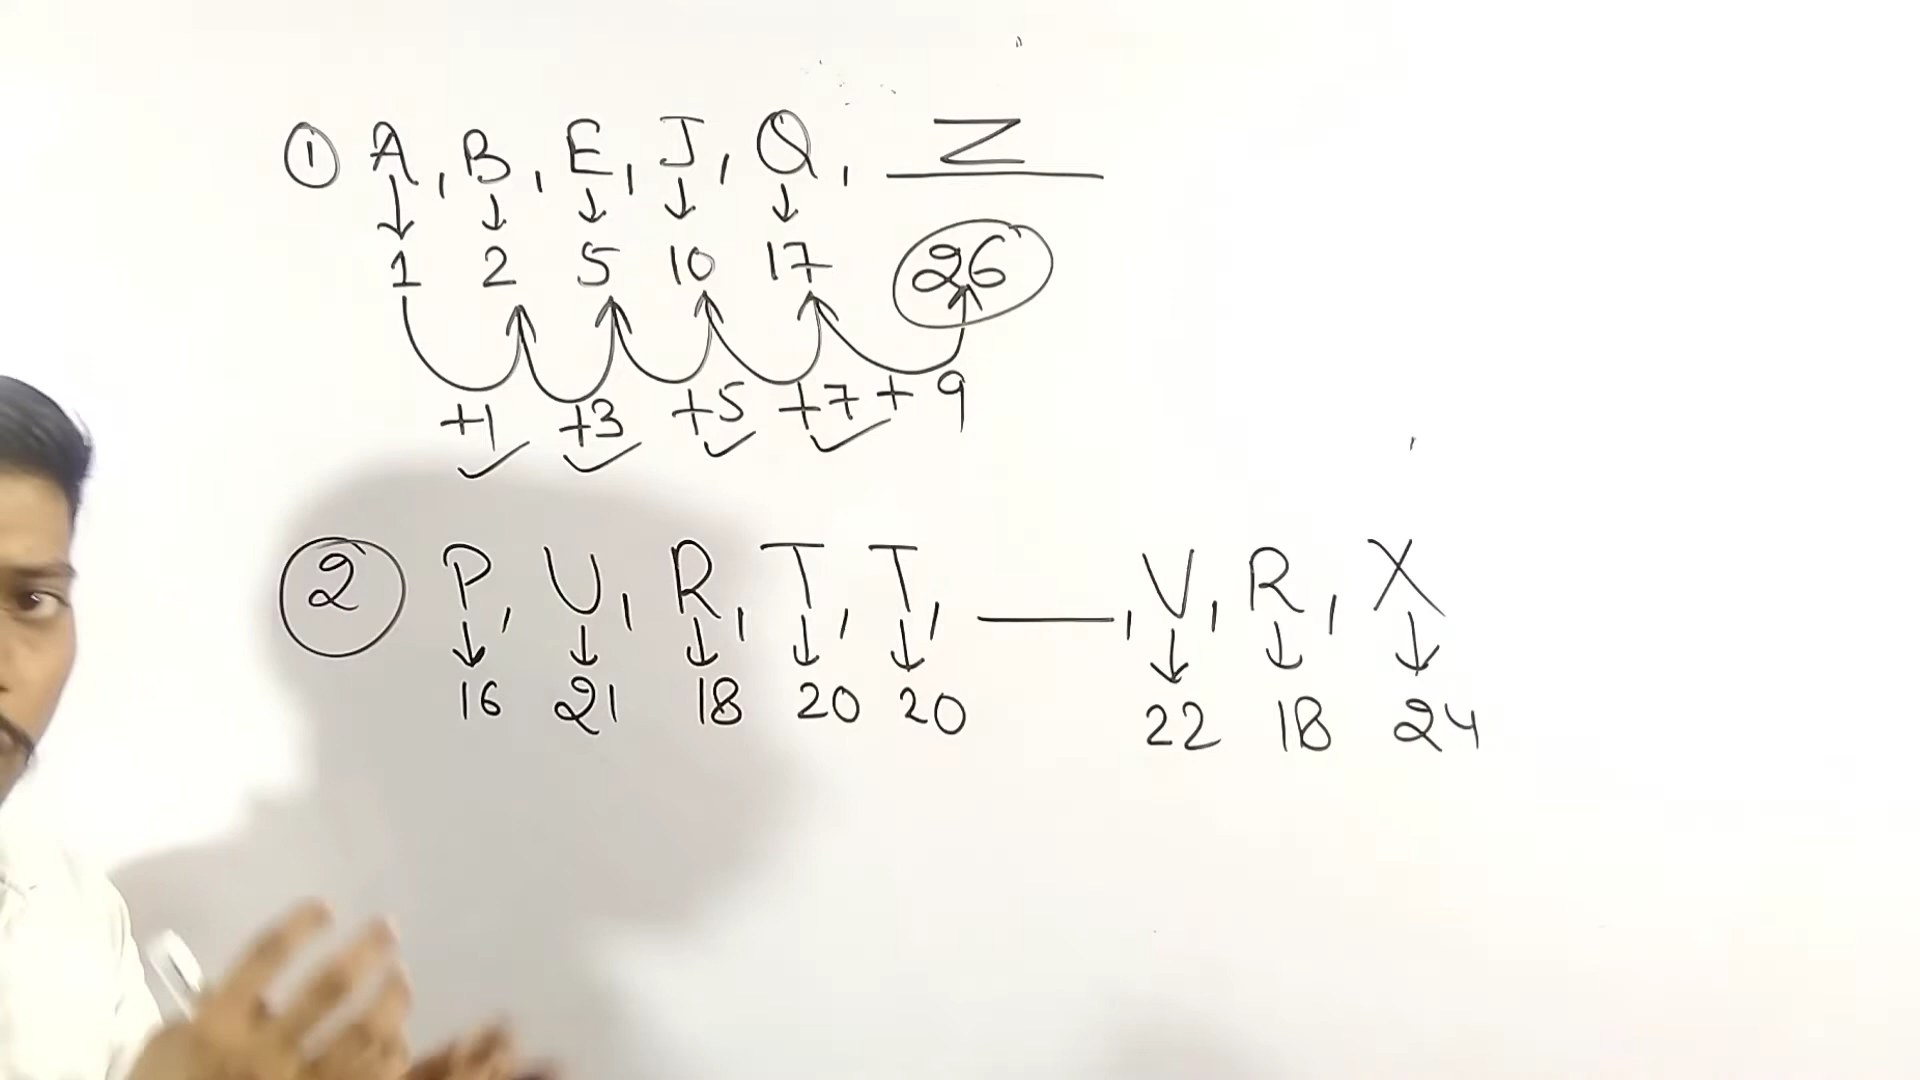 ① A, B, E, J, Q, Z
1 2 5 10 17 26
+1 +3 +5 +7 + 9
② P, U, R, T, T, ____, V, R, X
16 21 18 20 20 22 18 24